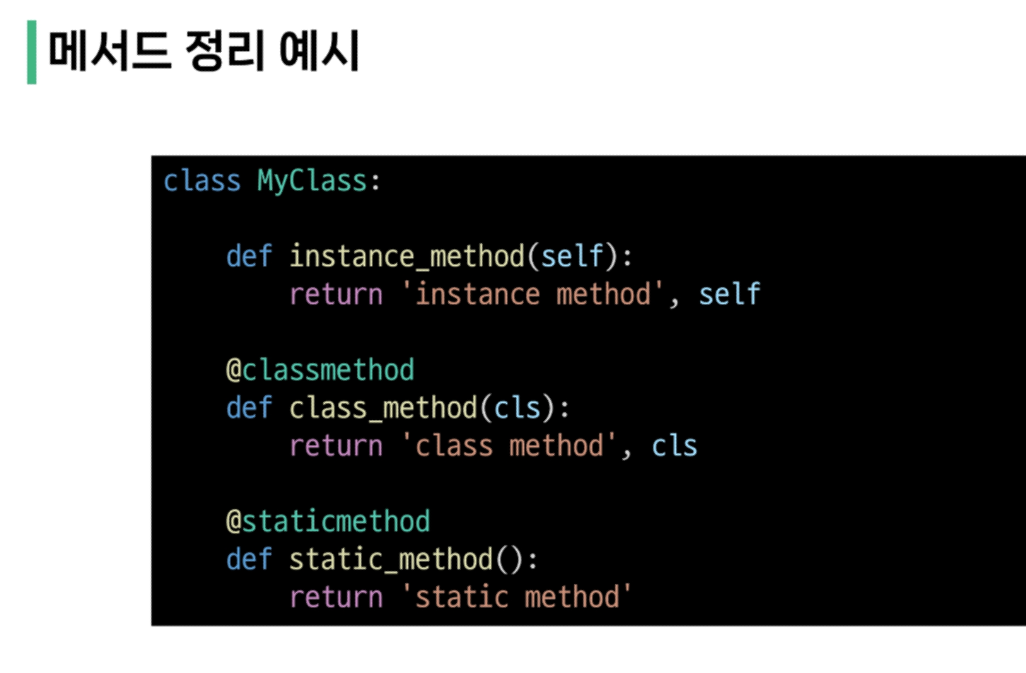 메서드 정리 예시
class MyClass:
def instance_method(self):
return 'instance method', self
@classmethod
def class_method(cls):
return 'class method', cls
@staticmethod
def static_method():
return 'static method'